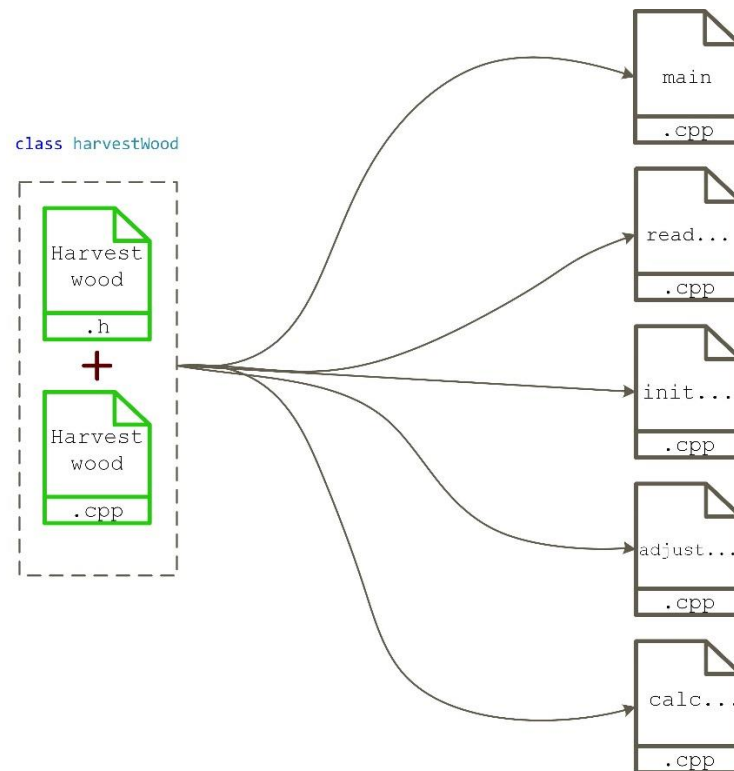 class harvestWood
Harvest
wood
.h
+
Harvest
wood
.cpp
main
.cpp
read...
.cpp
init...
.cpp
adjust...
.cpp
calc...
.cpp